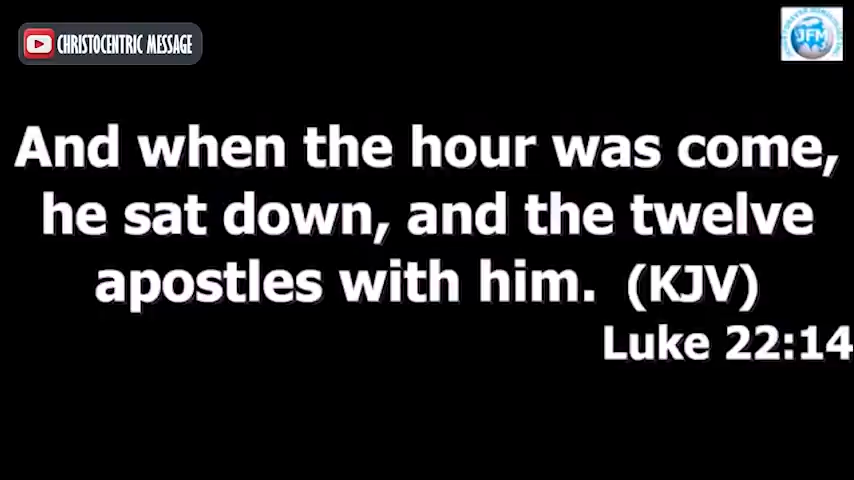 CHRISTOCENTRIC MESSAGE
JFM
And when the hour was come,
he sat down, and the twelve
apostles with him. (KJV)
Luke 22:14